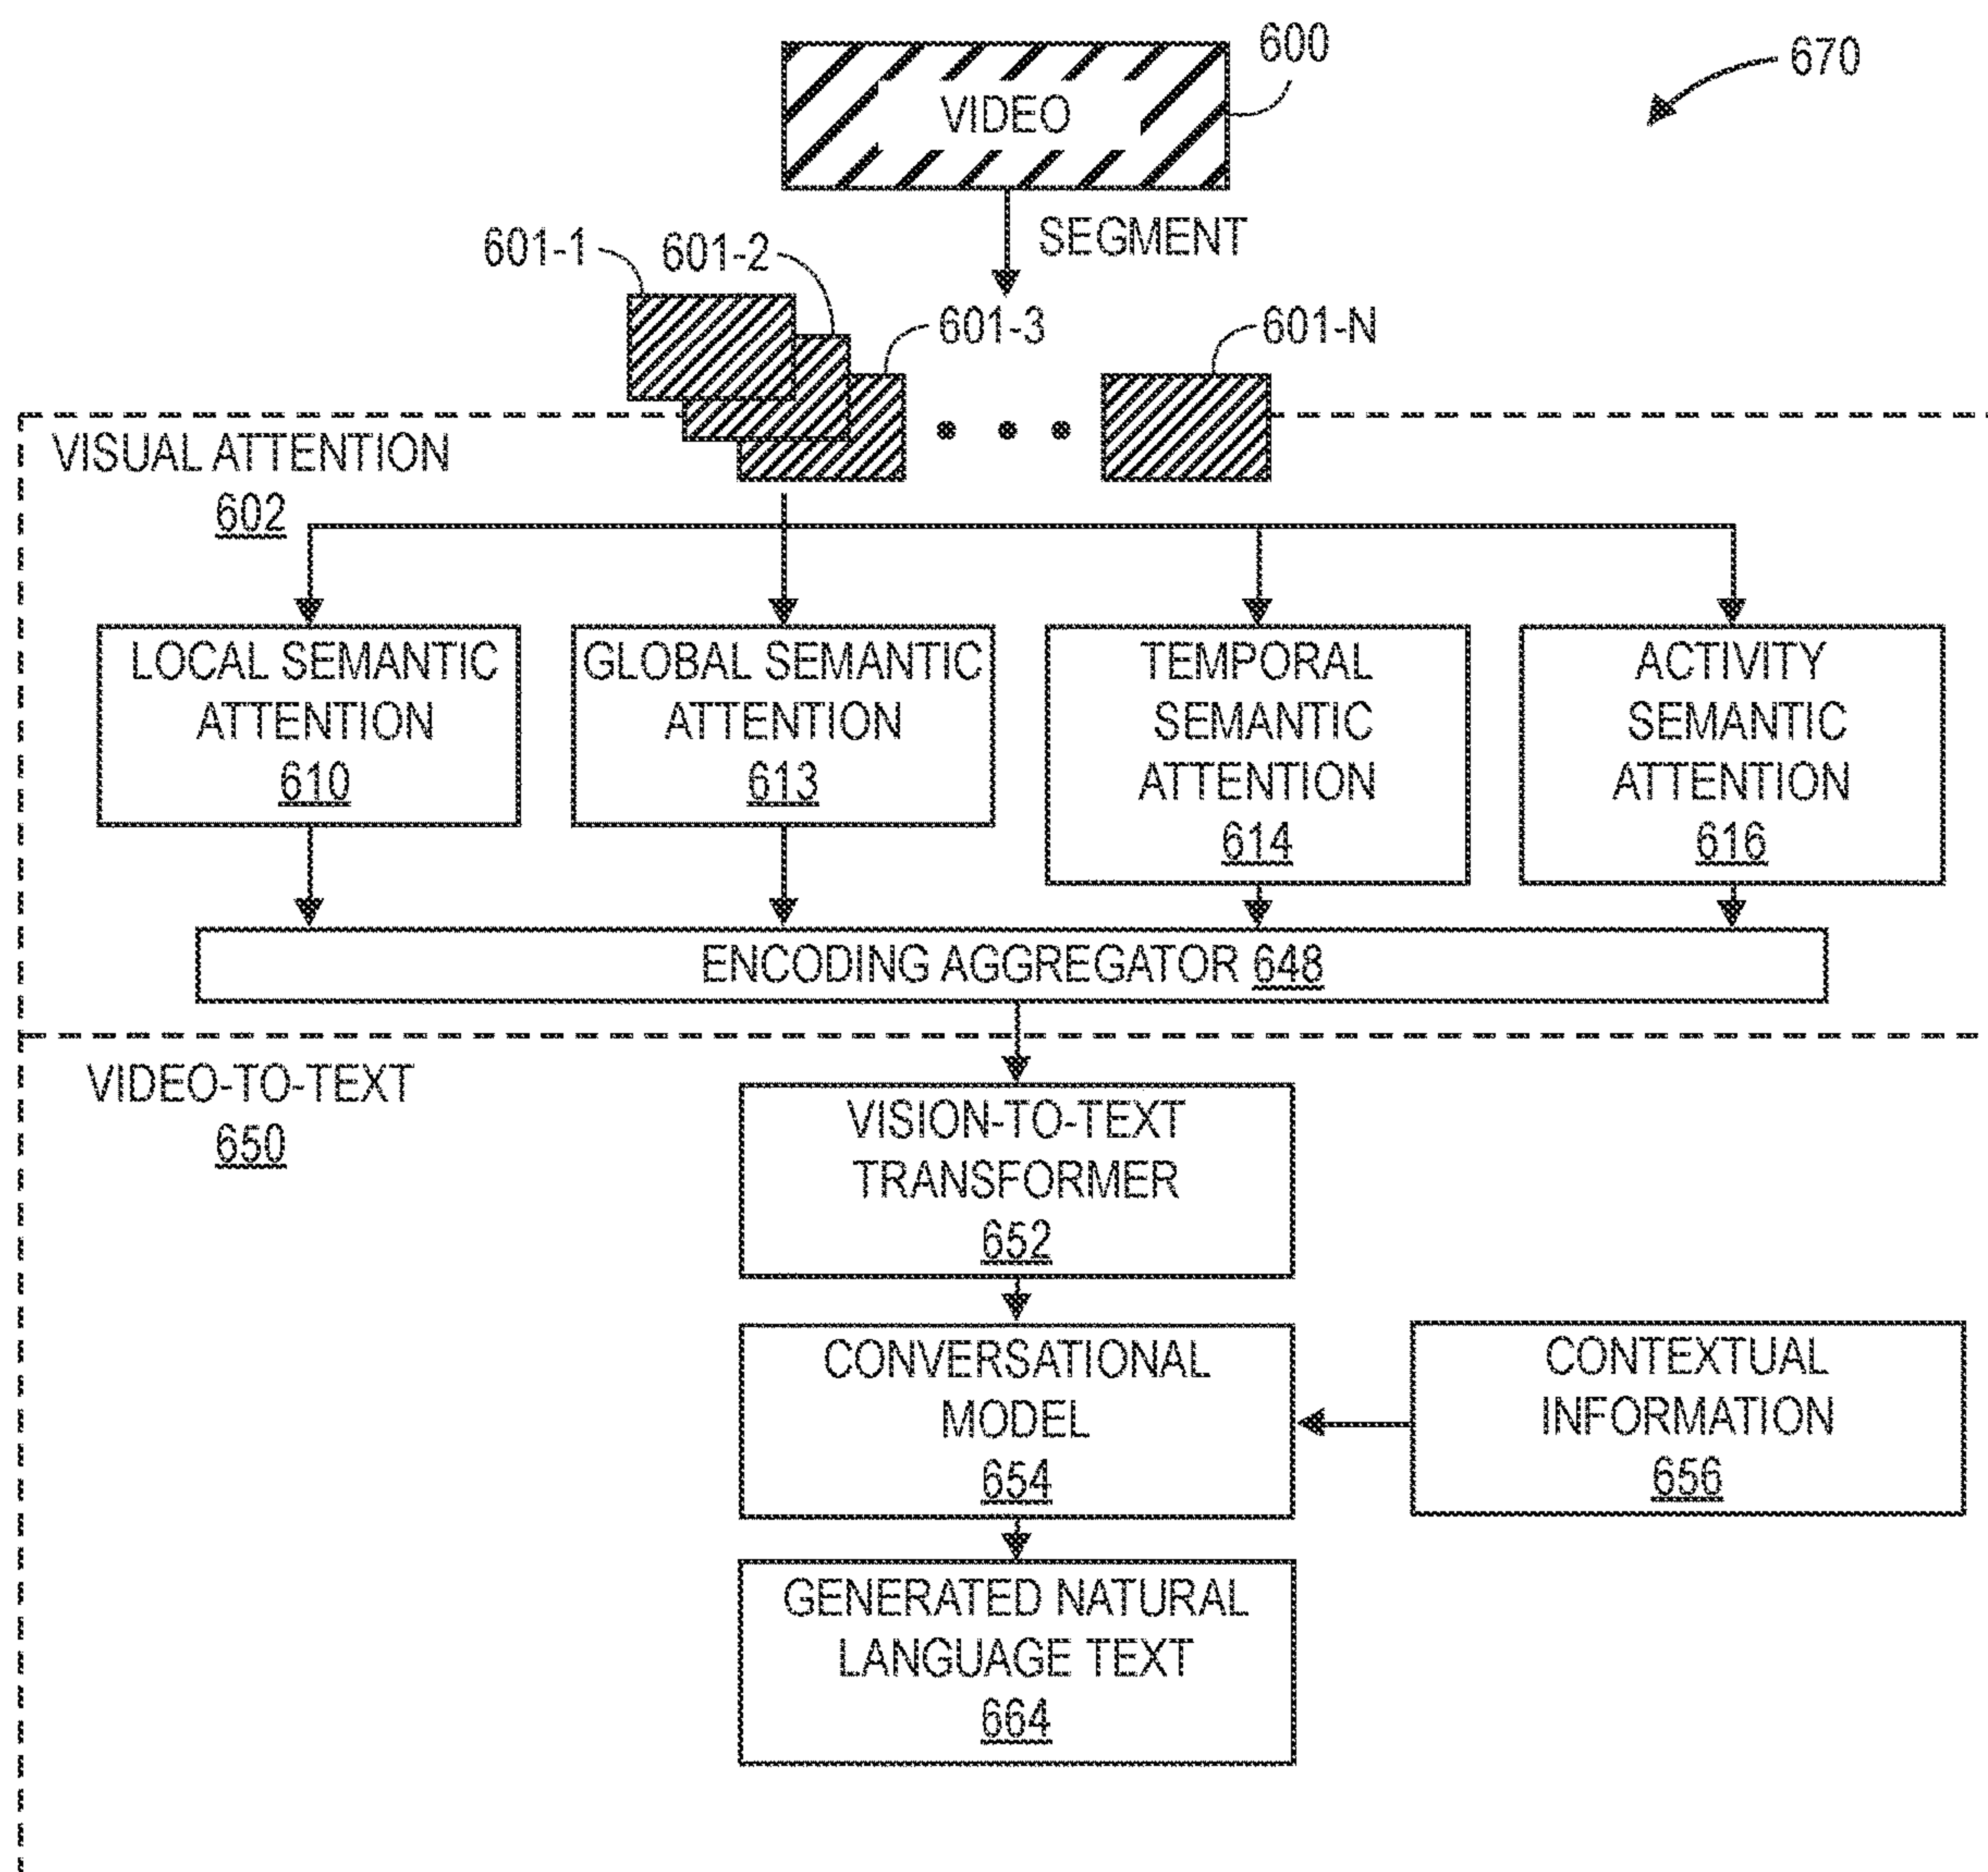 600
670
VIDEO
SEGMENT
601-1
601-2
601-3
601-N
VISUAL ATTENTION
602
LOCAL SEMANTIC
ATTENTION
610
GLOBAL SEMANTIC
ATTENTION
613
TEMPORAL
SEMANTIC
ATTENTION
614
ACTIVITY
SEMANTIC
ATTENTION
616
ENCODING AGGREGATOR 648
VIDEO-TO-TEXT
650
VISION-TO-TEXT
TRANSFORMER
652
CONVERSATIONAL
MODEL
654
CONTEXTUAL
INFORMATION
656
GENERATED NATURAL
LANGUAGE TEXT
664